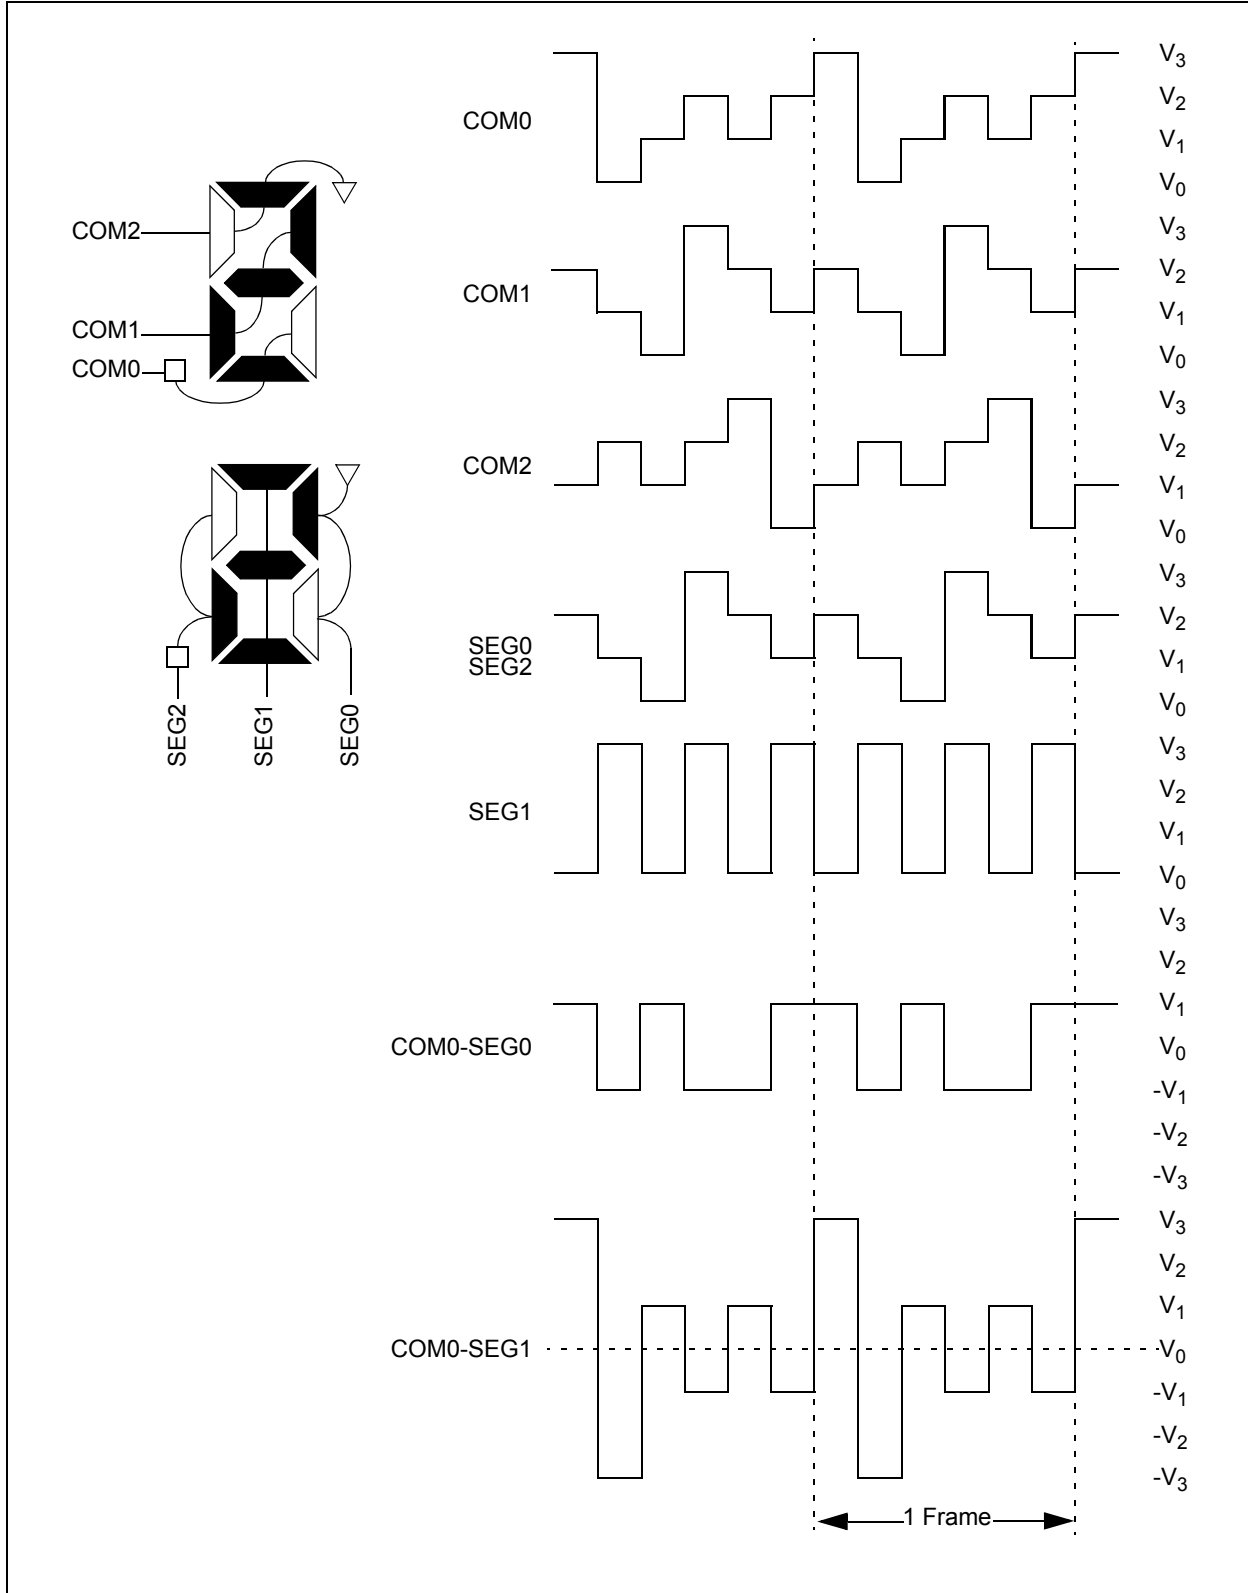 COM2
COM1
COM0
SEG2
SEG1
SEG0
COM0
V3
V2
V1
V0
COM1
V3
V2
V1
V0
COM2
V3
V2
V1
V0
SEG0
SEG2
V3
V2
V1
V0
SEG1
V3
V2
V1
V0
COM0-SEG0
V3
V2
V1
V0
-V1
-V2
-V3
COM0-SEG1
V3
V2
V1
V0
-V1
-V2
-V3
1 Frame